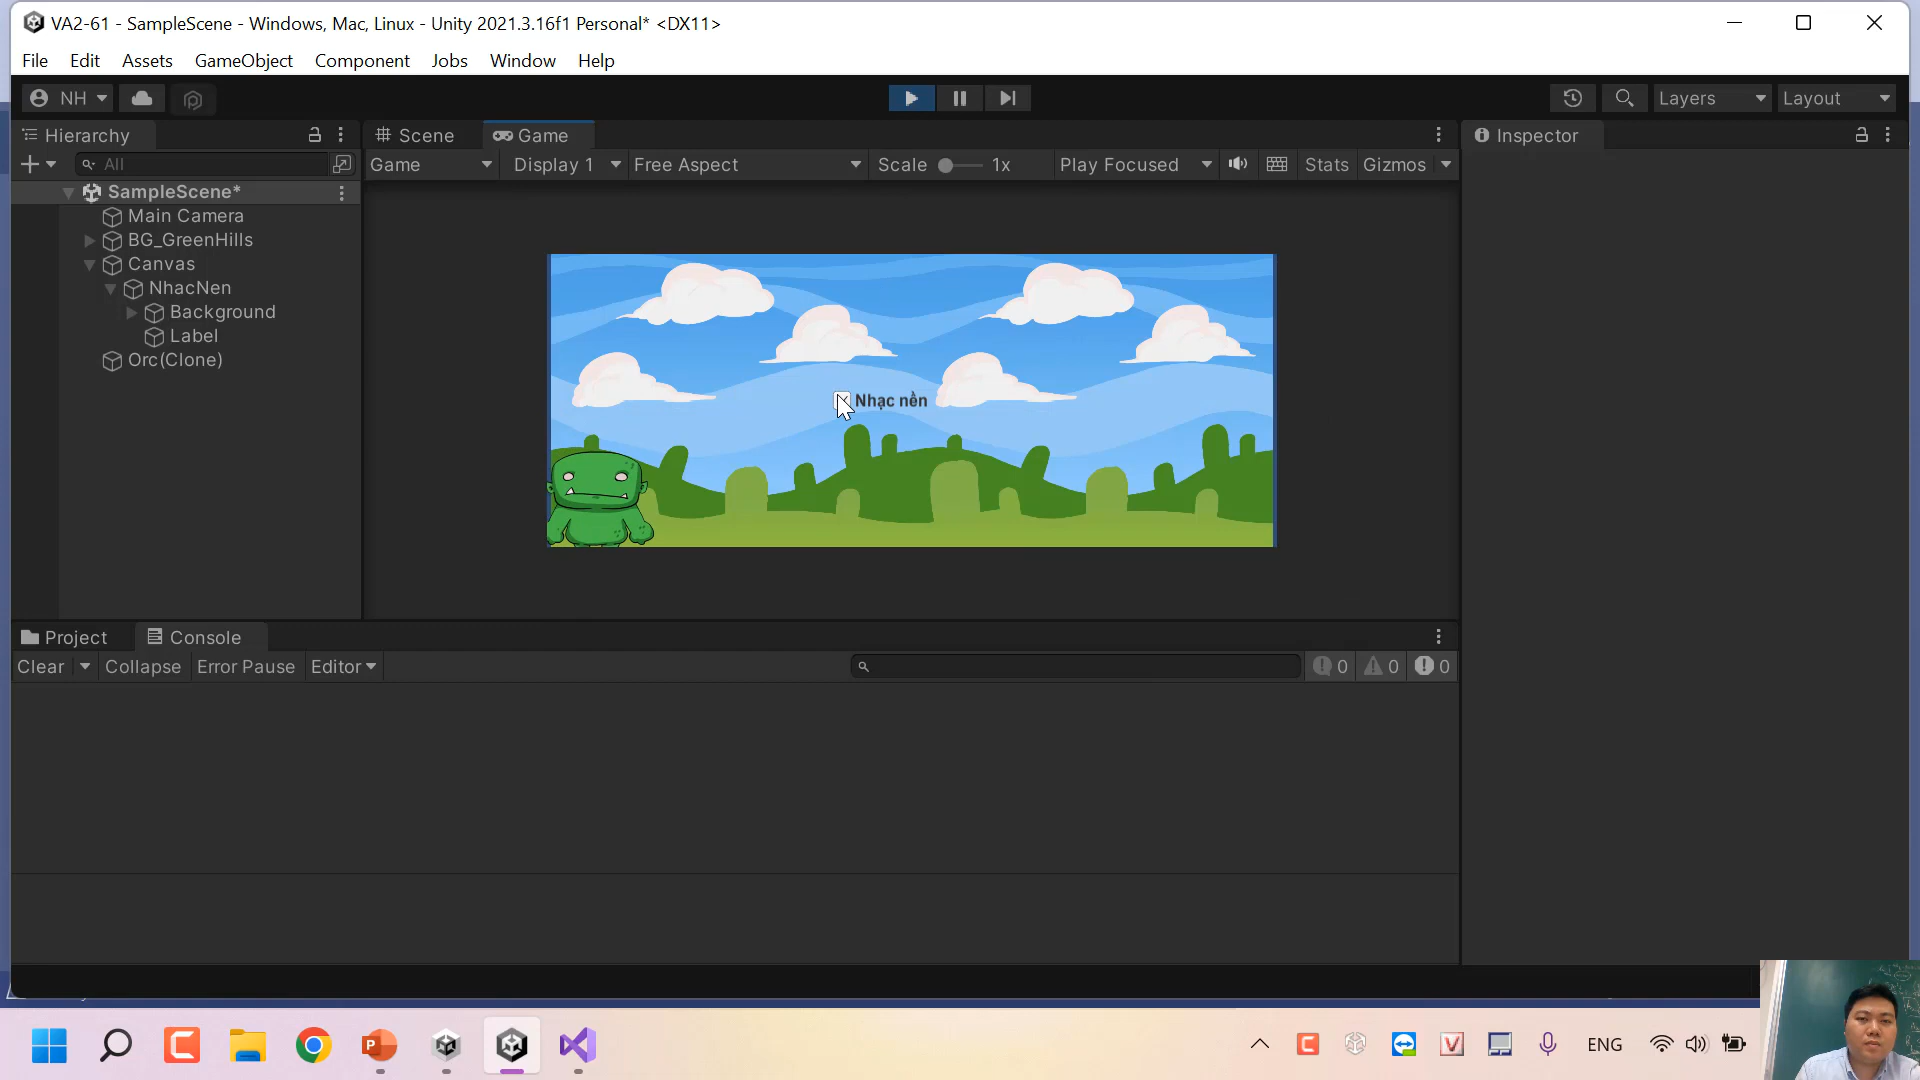 VA2-61 - SampleScene - Windows, Mac, Linux - Unity 2021.3.16f1 Personal* <DX11>
File Edit Assets GameObject Component Jobs Window Help
NH Layers Layout
Hierarchy Scene Game Inspector
All Game Display 1 Free Aspect Scale 1x Play Focused Stats Gizmos
SampleScene*
Main Camera
BG_GreenHills
Canvas
NhacNen
Background
Label
Orc(Clone)
Nhạc nền
Project Console
Clear Collapse Error Pause Editor 0 0 0
ENG